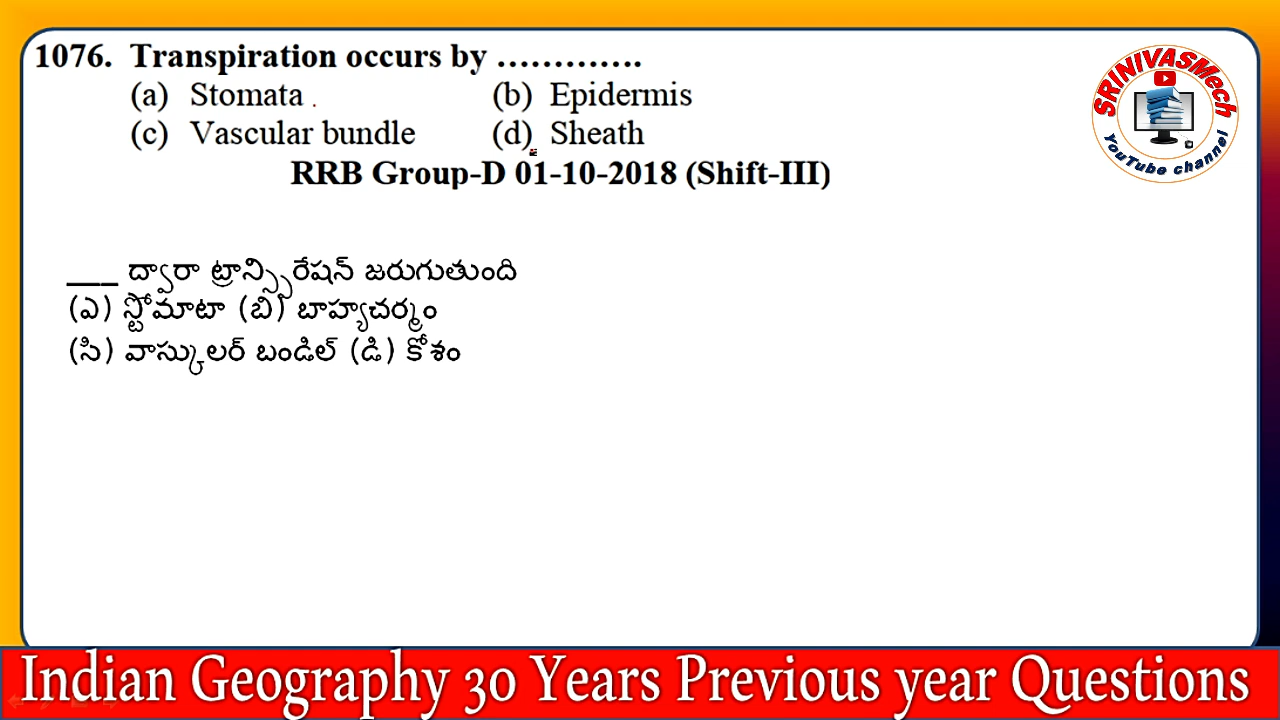 1076. Transpiration occurs by ………….
(a) Stomata (b) Epidermis
(c) Vascular bundle (d) Sheath
RRB Group-D 01-10-2018 (Shift-III)
___ ద్వారా ట్రాన్స్పిరేషన్ జరుగుతుంది
(ఏ) స్టోమాటా (బి) బాహ్యచర్మం
(సి) వాస్కులర్ బండిల్ (డి) కోశం
SRINIVASMech
YouTube channel
Indian Geography 30 Years Previous year Questions